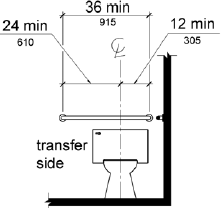 36 min
915
24 min
610
12 min
305
℄
transfer
side